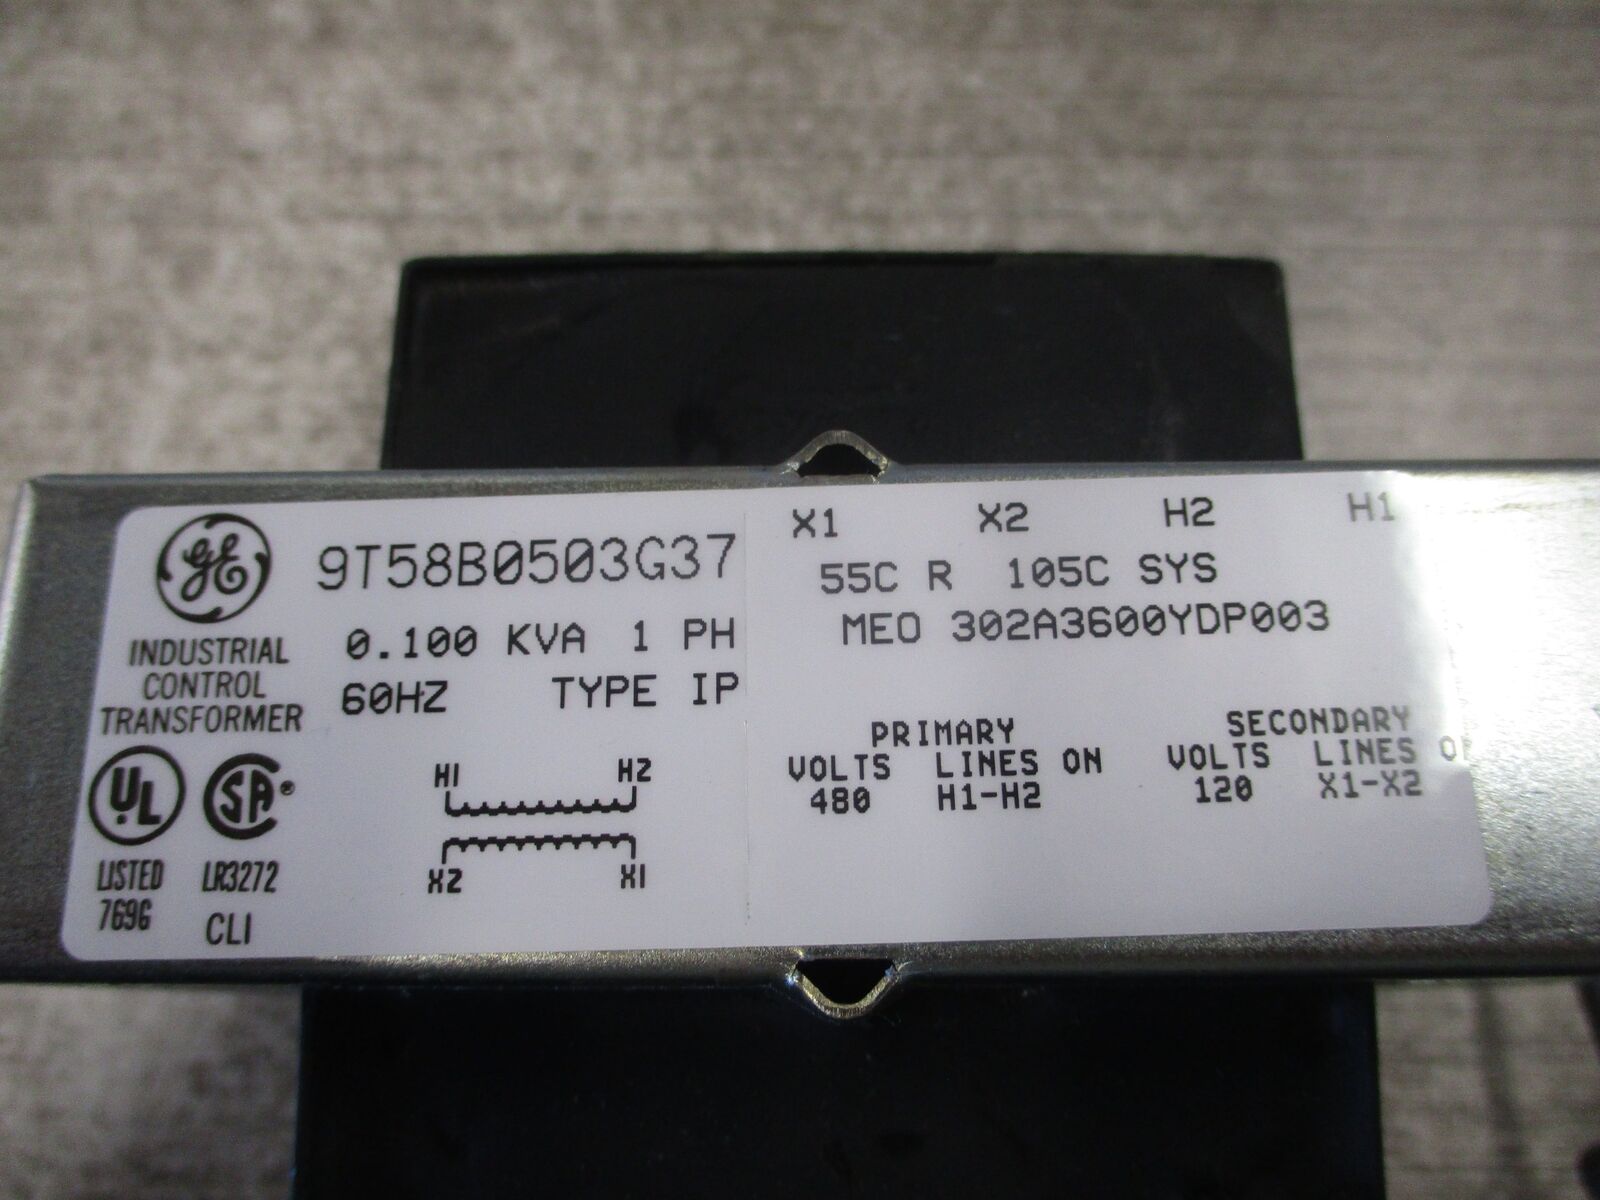 GE
9T58B0503G37
INDUSTRIAL
CONTROL
TRANSFORMER
0.100 KVA 1 PH
60HZ TYPE IP
UL
LISTED
769G
SA
LR3272
CLI
H1 H2
X2 X1
X1 X2 H2 H1
55C R 105C SYS
MEO 302A3600YDP003
PRIMARY SECONDARY
VOLTS LINES ON VOLTS LINES
480 H1-H2 120 X1-X2